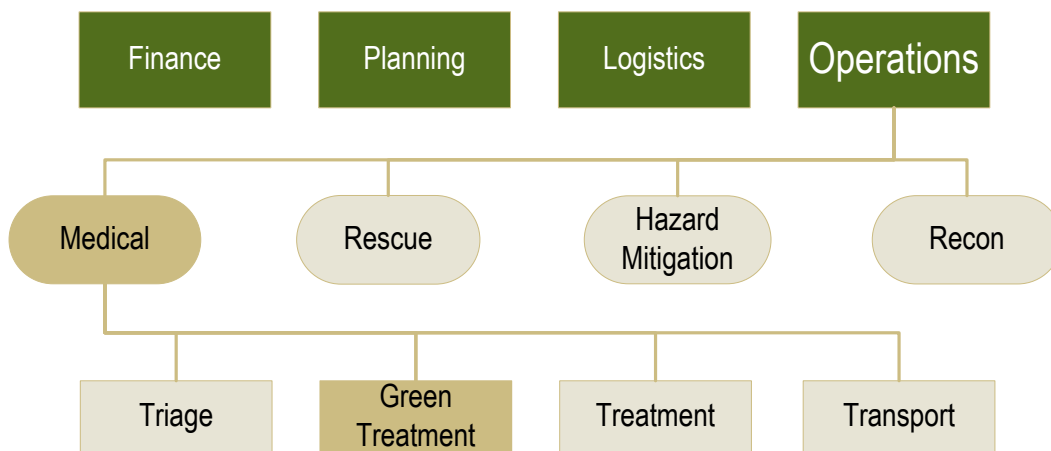 Finance
Planning
Logistics
Operations
Medical
Rescue
Hazard
Mitigation
Recon
Triage
Green
Treatment
Treatment
Transport